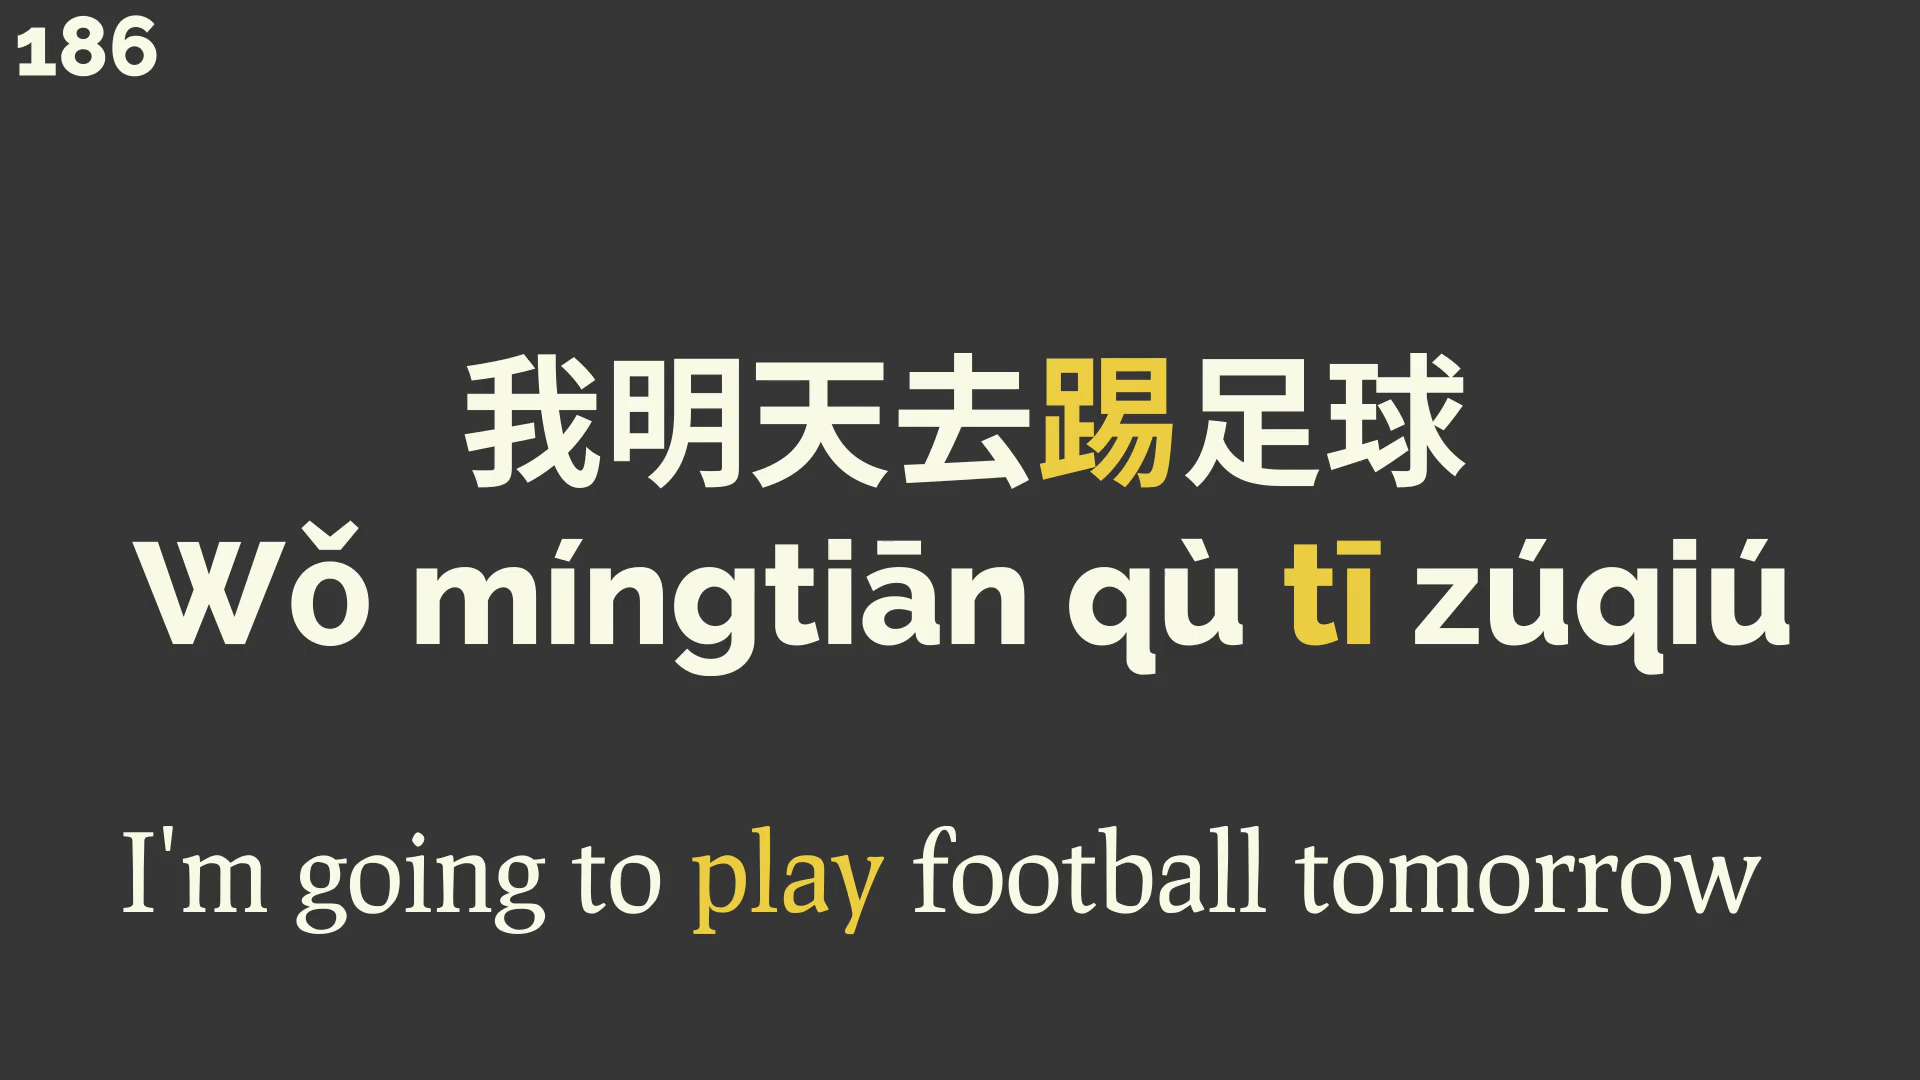 186
我明天去踢足球
Wǒ míngtiān qù tī zúqiú
I'm going to play football tomorrow